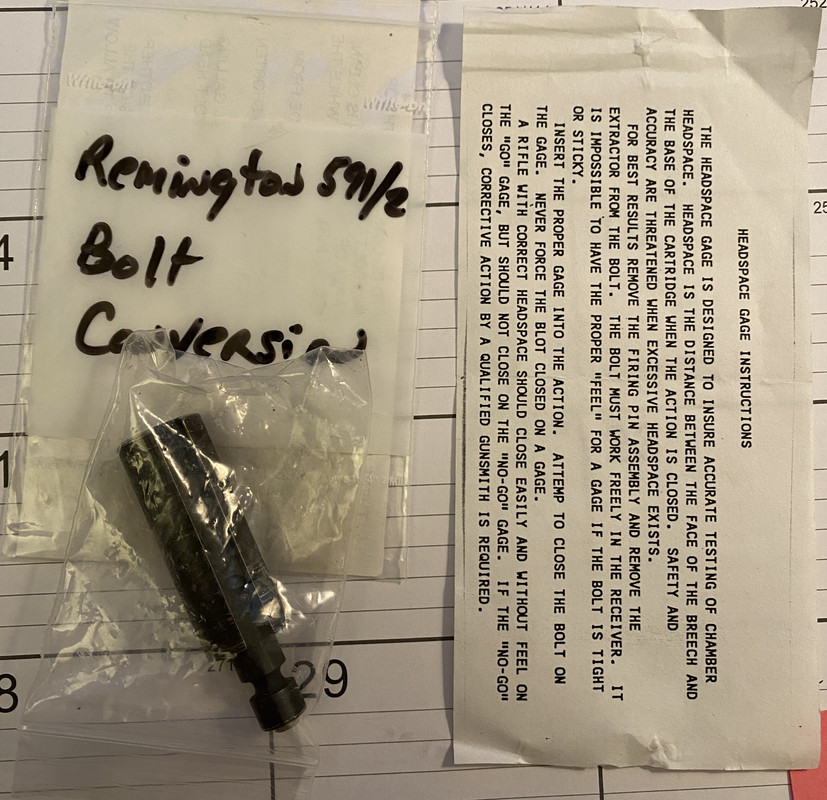 Remington 591/2
Bolt
Conversion
HEADSPACE GAGE INSTRUCTIONS
THE HEADSPACE GAGE IS DESIGNED TO INSURE ACCURATE TESTING OF CHAMBER
HEADSPACE. HEADSPACE IS THE DISTANCE BETWEEN THE FACE OF THE BREECH AND
THE BASE OF THE CARTRIDGE WHEN THE ACTION IS CLOSED. SAFETY AND
ACCURACY ARE THREATENED WHEN EXCESSIVE HEADSPACE EXISTS.
FOR BEST RESULTS REMOVE THE FIRING PIN ASSEMBLY AND REMOVE THE
EXTRACTOR FROM THE BOLT. THE BOLT MUST WORK FREELY IN THE RECEIVER. IT
IS IMPOSSIBLE TO HAVE THE PROPER "FEEL" FOR A GAGE IF THE BOLT IS TIGHT
OR STICKY.
INSERT THE PROPER GAGE INTO THE ACTION. ATTEMP TO CLOSE THE BOLT ON
THE GAGE. NEVER FORCE THE BLOT CLOSED ON A GAGE.
A RIFLE WITH CORRECT HEADSPACE SHOULD CLOSE EASILY AND WITHOUT FEEL ON
THE "GO" GAGE, BUT SHOULD NOT CLOSE ON THE "NO-GO" GAGE. IF THE "NO-GO"
CLOSES, CORRECTIVE ACTION BY A QUALIFIED GUNSMITH IS REQUIRED.
4
1
8
29